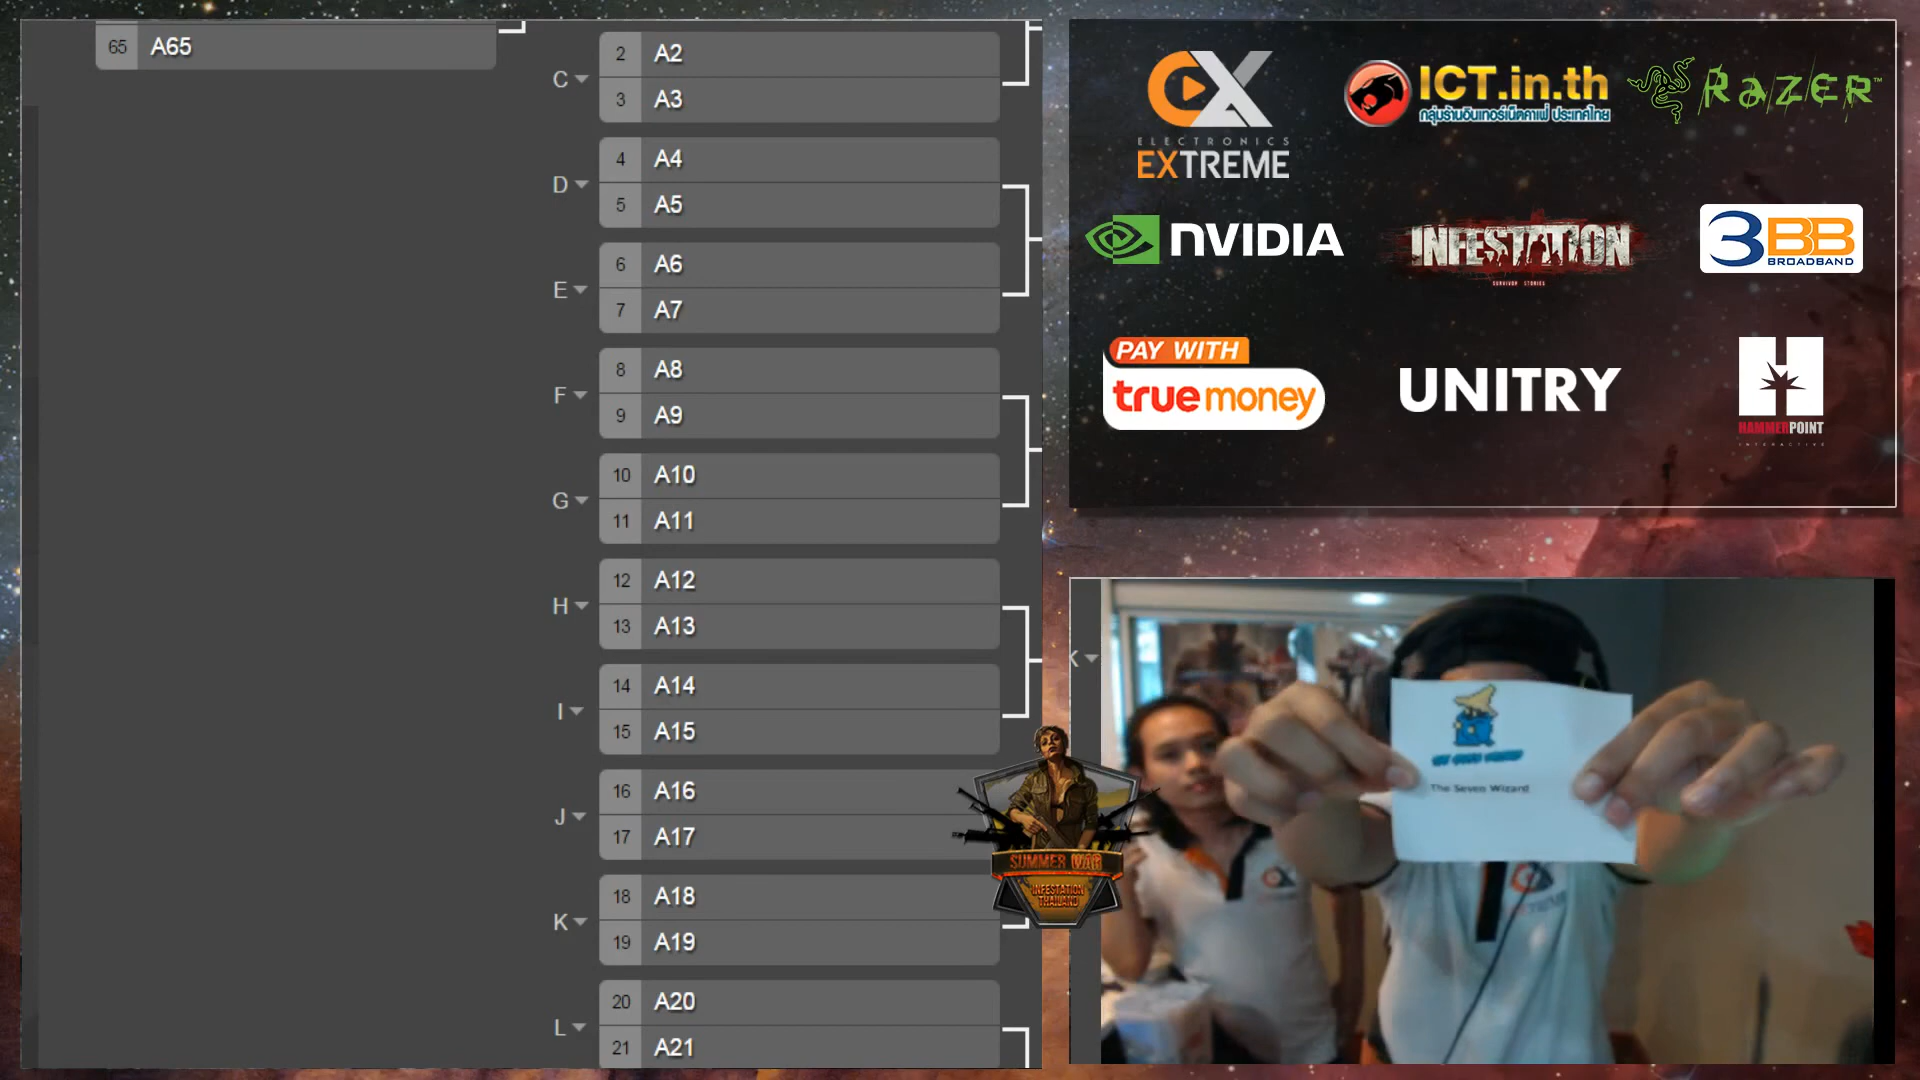 65 A65
C
2 A2
3 A3
D
4 A4
5 A5
E
6 A6
7 A7
F
8 A8
9 A9
G
10 A10
11 A11
H
12 A12
13 A13
I
14 A14
15 A15
J
16 A16
17 A17
K
18 A18
19 A19
L
20 A20
21 A21
SUMMER WAR
INFESTATION
THAILAND
ELECTRONICS
EXTREME
ICT.in.th
กลุ่มร้านอินเทอร์เน็ตคาเฟ่ ประเทศไทย
RAZER™
NVIDIA
INFESTATION
SURVIVOR STORIES
3BB
BROADBAND
PAY WITH
truemoney
UNITRY
HAMMERPOINT
INTERACTIVE
K
The Seven Wizard